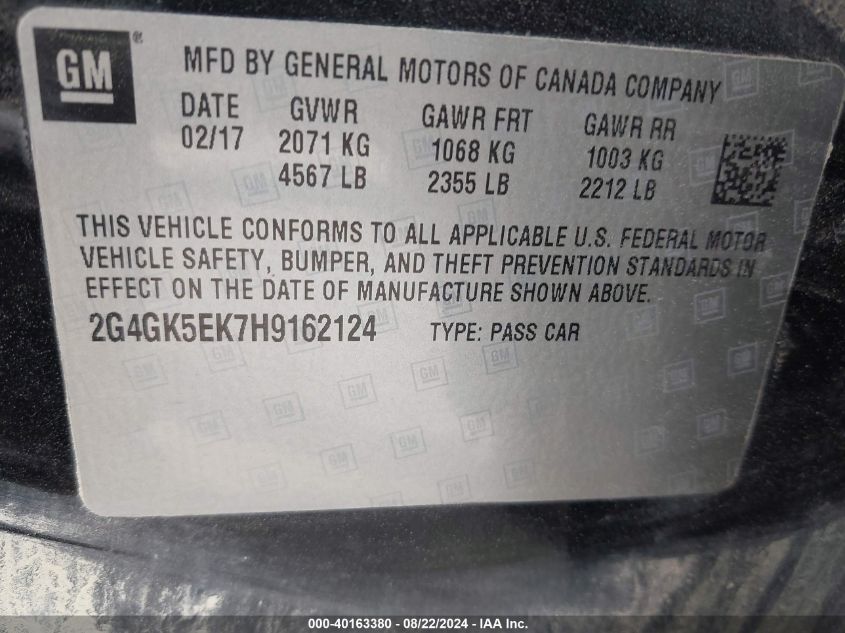 GM
MFD BY GENERAL MOTORS OF CANADA COMPANY
DATE GVWR GAWR FRT GAWR RR
02/17 2071 KG 1068 KG 1003 KG
4567 LB 2355 LB 2212 LB
THIS VEHICLE CONFORMS TO ALL APPLICABLE U.S. FEDERAL MOTOR
VEHICLE SAFETY, BUMPER, AND THEFT PREVENTION STANDARDS IN
EFFECT ON THE DATE OF MANUFACTURE SHOWN ABOVE.
2G4GK5EK7H9162124 TYPE: PASS CAR
000-40163380 - 08/22/2024 - IAA Inc.